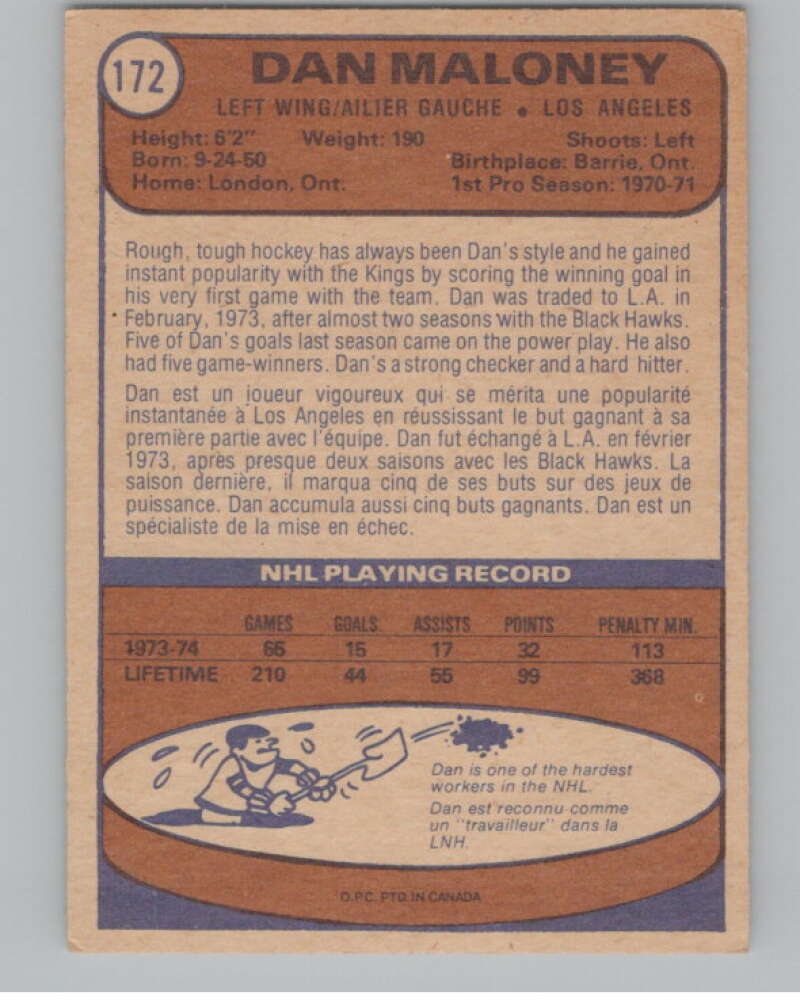 172
DAN MALONEY
LEFT WING/AILIER GAUCHE • LOS ANGELES
Height: 6'2" Weight: 190 Shoots: Left
Born: 9-24-50 Birthplace: Barrie, Ont.
Home: London, Ont. 1st Pro Season: 1970-71
Rough, tough hockey has always been Dan's style and he gained
instant popularity with the Kings by scoring the winning goal in
his very first game with the team. Dan was traded to L.A. in
February, 1973, after almost two seasons with the Black Hawks.
Five of Dan's goals last season came on the power play. He also
had five game-winners. Dan's a strong checker and a hard hitter.
Dan est un joueur vigoureux qui se mérita une popularité
instantanée à Los Angeles en réussissant le but gagnant à sa
première partie avec l'équipe. Dan fut échangé à L.A. en février
1973, après presque deux saisons avec les Black Hawks. La
saison dernière, il marqua cinq de ses buts sur des jeux de
puissance. Dan accumula aussi cinq buts gagnants. Dan est un
spécialiste de la mise en échec.
NHL PLAYING RECORD
GAMES GOALS ASSISTS POINTS PENALTY MIN.
1973-74 65 15 17 32 113
LIFETIME 210 44 55 99 368
Dan is one of the hardest
workers in the NHL.
Dan est reconnu comme
un "travailleur" dans la
LNH.
O.P.C. PTD. IN CANADA